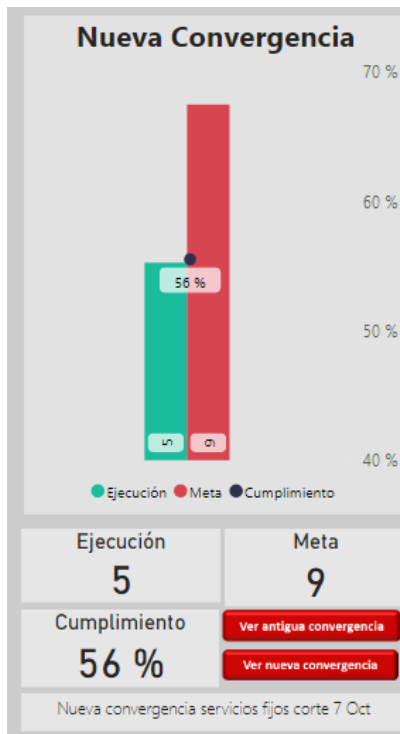 Nueva Convergencia
70 %
60 %
56 %
50 %
5
9
40 %
Ejecución Meta Cumplimiento
Ejecución
5
Meta
9
Cumplimiento
56 %
Ver antigua convergencia
Ver nueva convergencia
Nueva convergencia servicios fijos corte 7 Oct